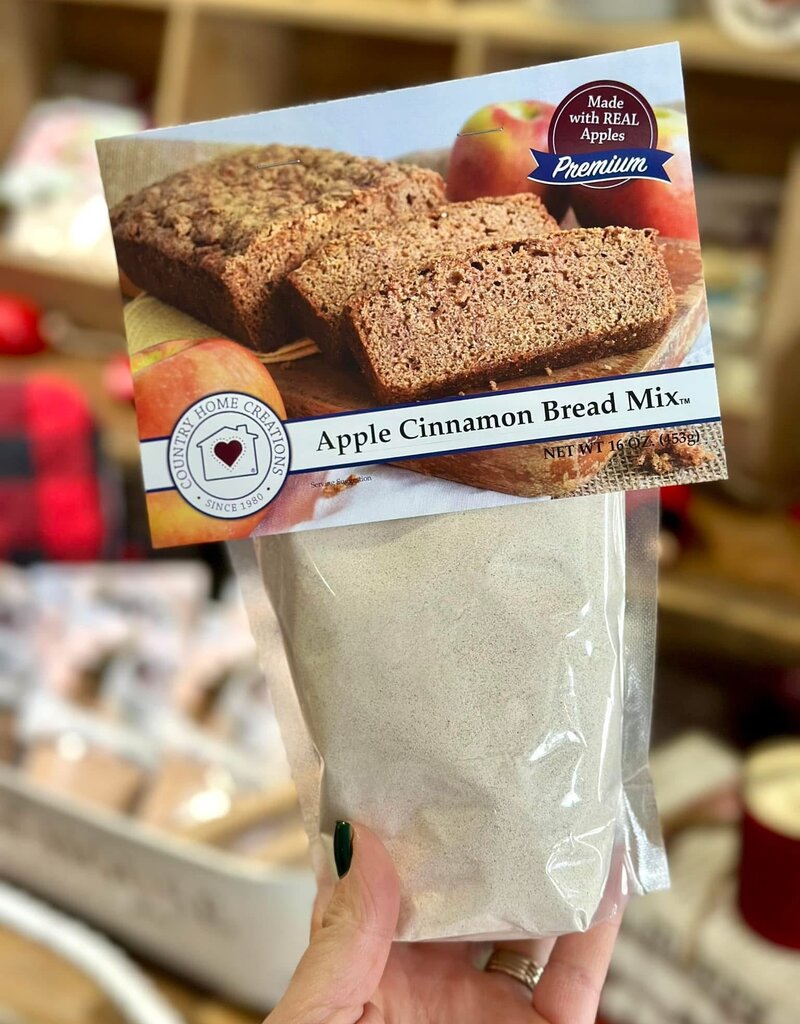 Made
with REAL
Apples
Premium
Apple Cinnamon Bread Mix™
NET WT 16 OZ. (453g)
COUNTRY HOME CREATIONS
• SINCE 1980 •
®
Serving Suggestion